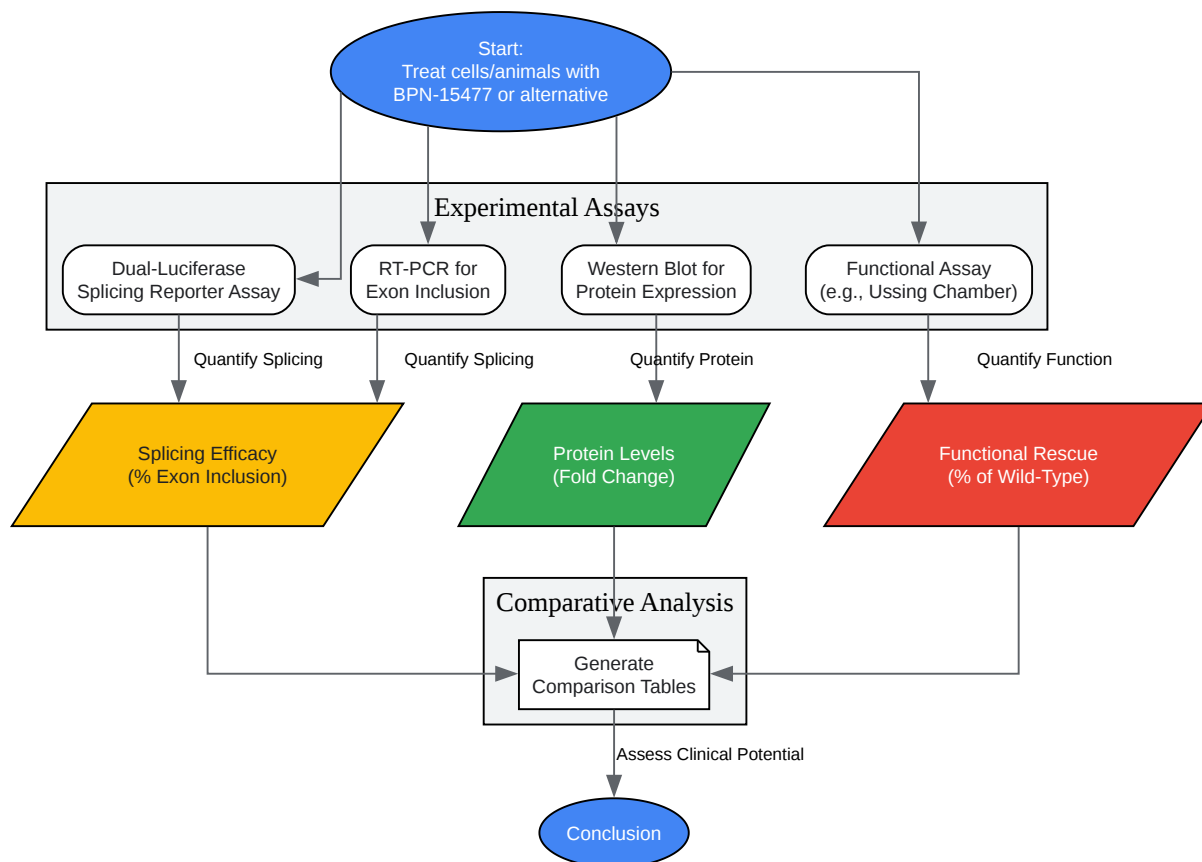 Start:
Treat cells/animals with
BPN-15477 or alternative
Experimental Assays
Dual-Luciferase
Splicing Reporter Assay
RT-PCR for
Exon Inclusion
Western Blot for
Protein Expression
Functional Assay
(e.g., Ussing Chamber)
Quantify Splicing
Quantify Splicing
Quantify Protein
Quantify Function
Splicing Efficacy
(% Exon Inclusion)
Protein Levels
(Fold Change)
Functional Rescue
(% of Wild-Type)
Comparative Analysis
Generate
Comparison Tables
Assess Clinical Potential
Conclusion